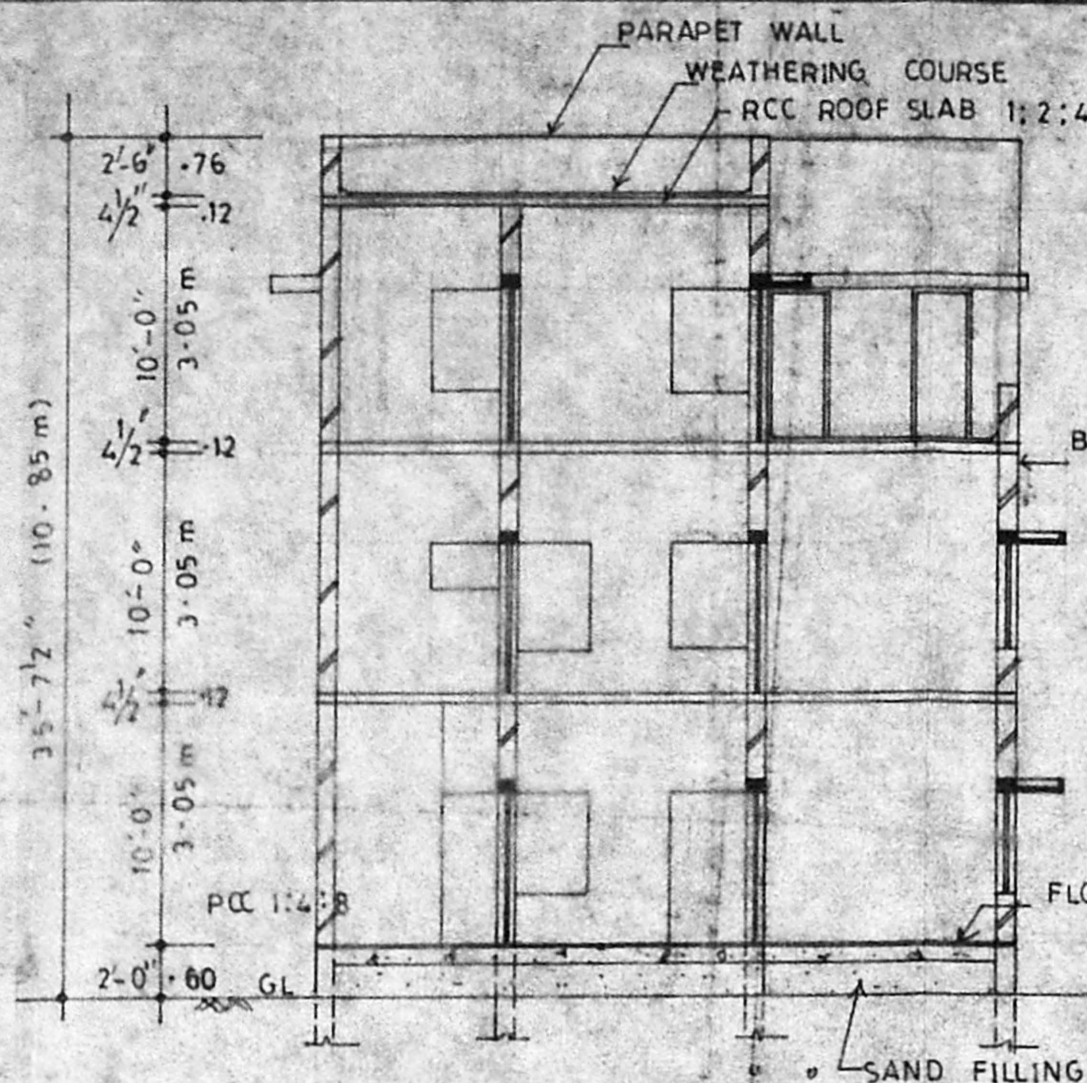 PARAPET WALL
WEATHERING COURSE
RCC ROOF SLAB 1:2:4
2'-6" .76
4½" .12
10'-0" 3.05 m
4½" .12
10'-0" 3.05 m
4½" .12
10'-0" 3.05 m
35'-7½" (10.85 m)
B
PCC 1:4:8
FLO
2'-0" .60
GL
SAND FILLING